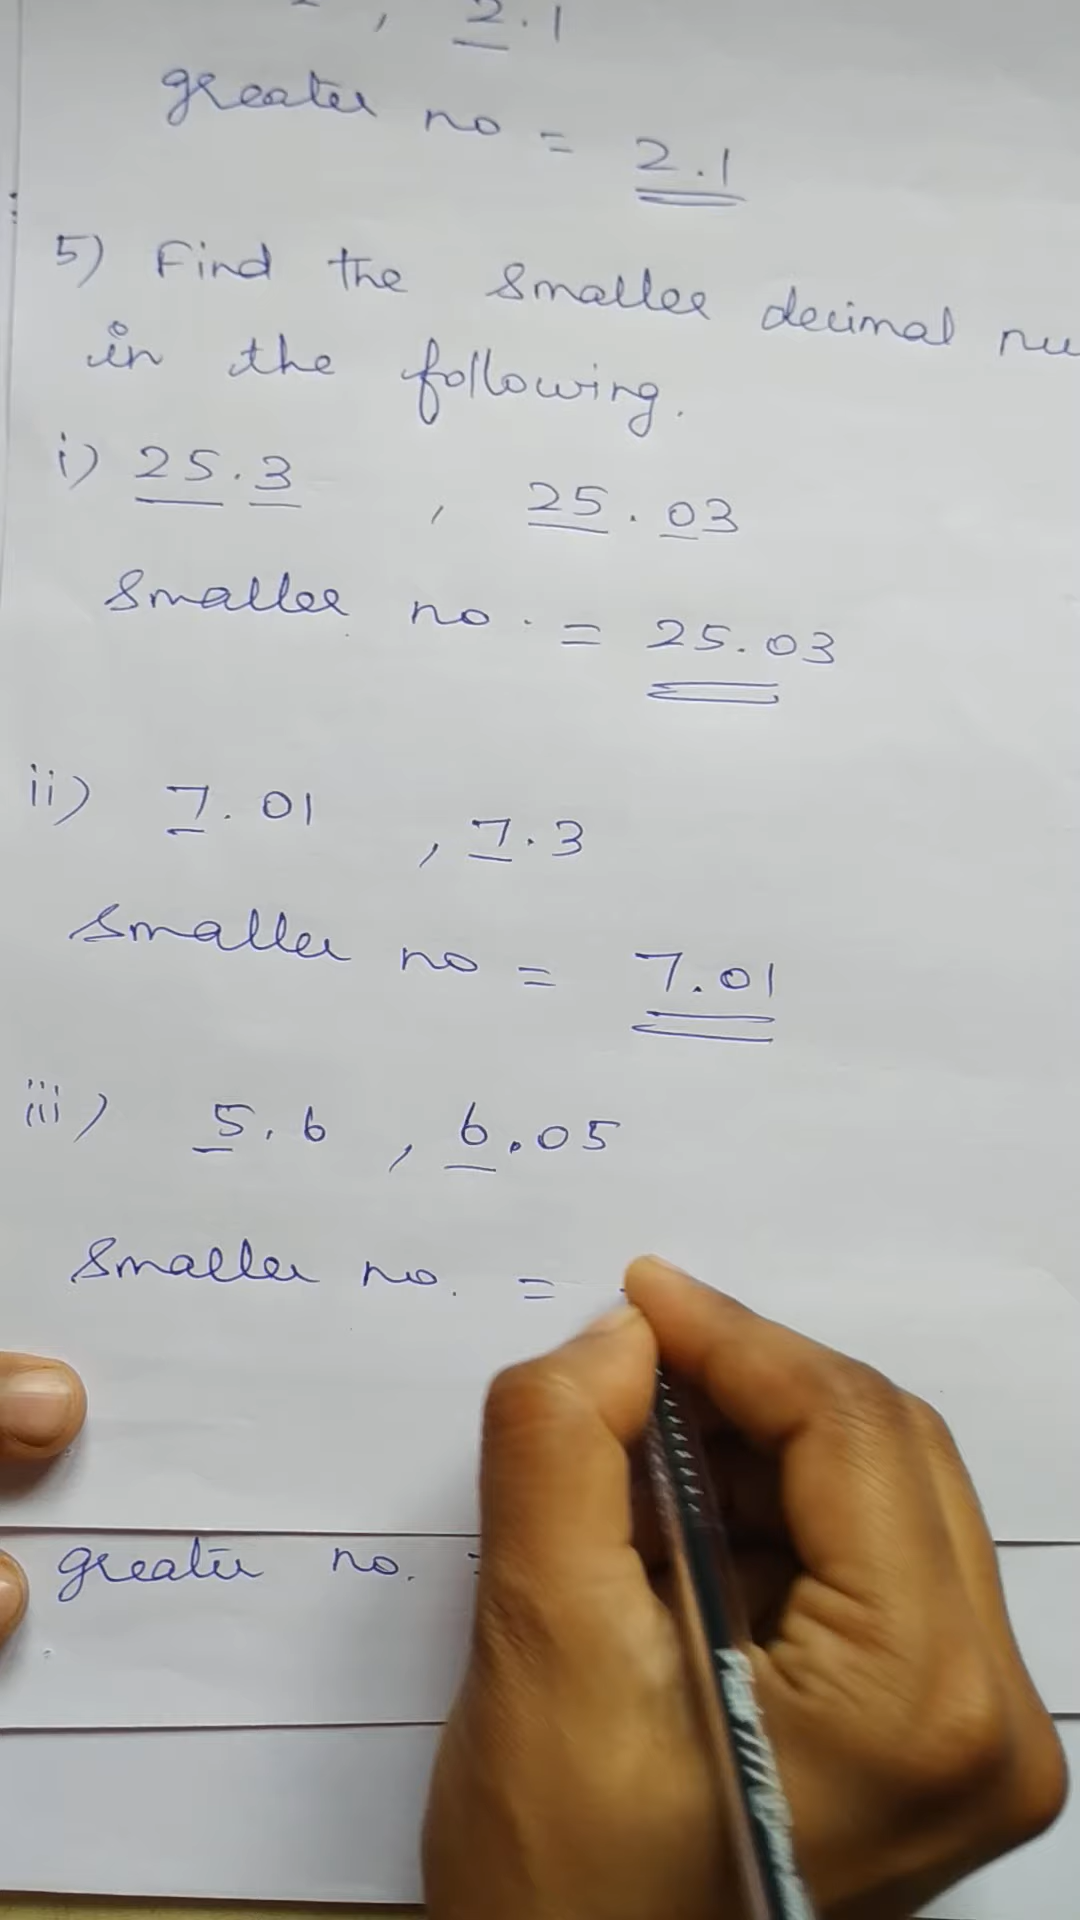 , 2.1
greater no = 2.1
5) Find the smaller decimal
in the following.
i) 25.3 , 25.03
Smaller no. = 25.03
ii) 7.01 , 7.3
Smaller no = 7.01
iii) 5.6 , 6.05
Smaller no. =
greater no.